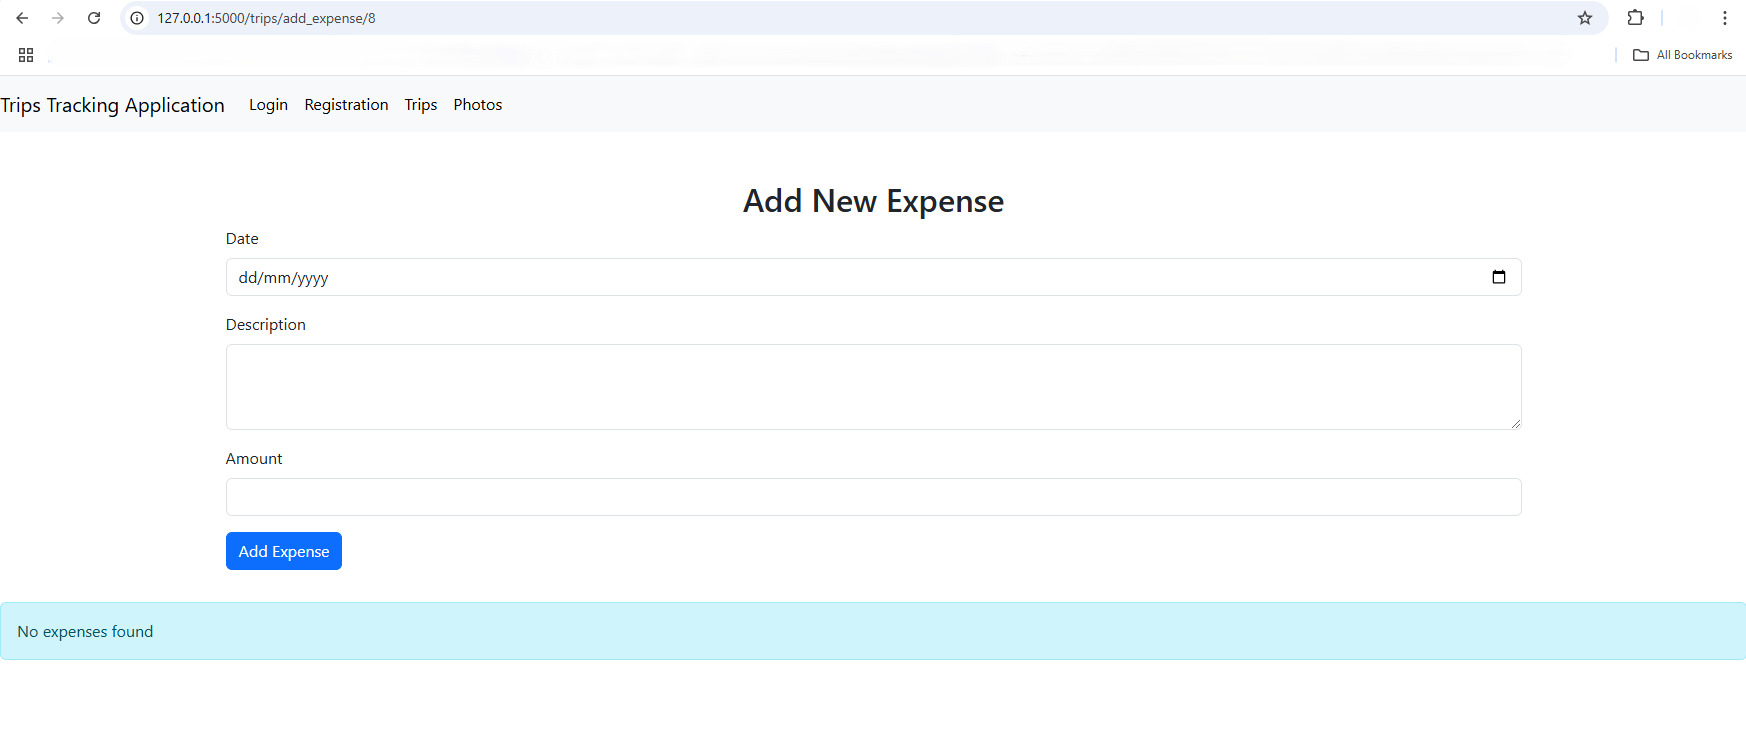 127.0.0.1:5000/trips/add_expense/8
All Bookmarks
Trips Tracking Application Login Registration Trips Photos
Add New Expense
Date
dd/mm/yyyy
Description
Amount
Add Expense
No expenses found